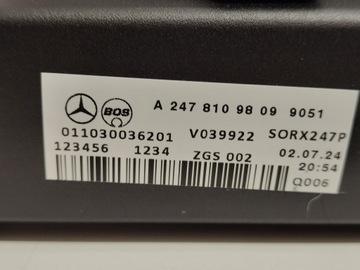 BOS A 247 810 98 09 9051
011030036201 V039922 SORX247P
123456 1234 ZGS 002 02.07.24
20:54
Q006